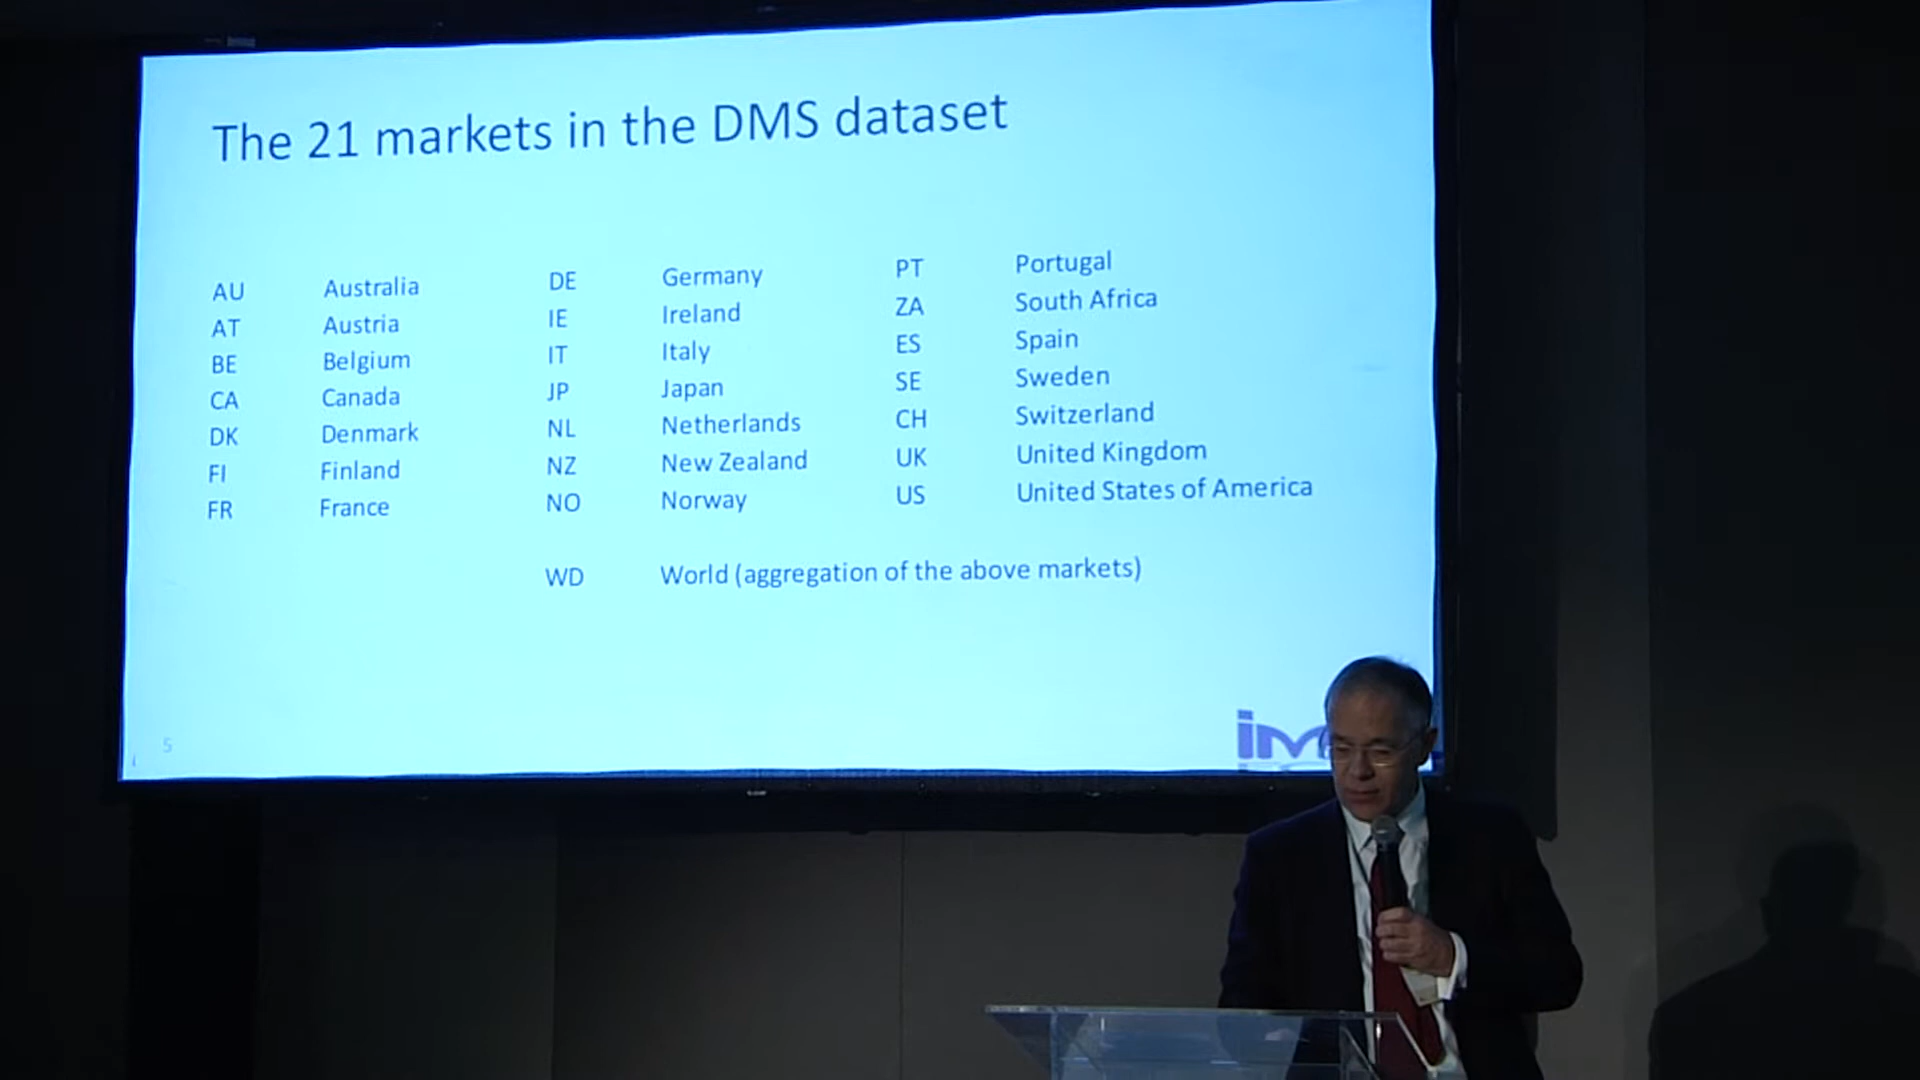 The 21 markets in the DMS dataset
AU Australia
AT Austria
BE Belgium
CA Canada
DK Denmark
FI Finland
FR France
DE Germany
IE Ireland
IT Italy
JP Japan
NL Netherlands
NZ New Zealand
NO Norway
PT Portugal
ZA South Africa
ES Spain
SE Sweden
CH Switzerland
UK United Kingdom
US United States of America
WD World (aggregation of the above markets)
5